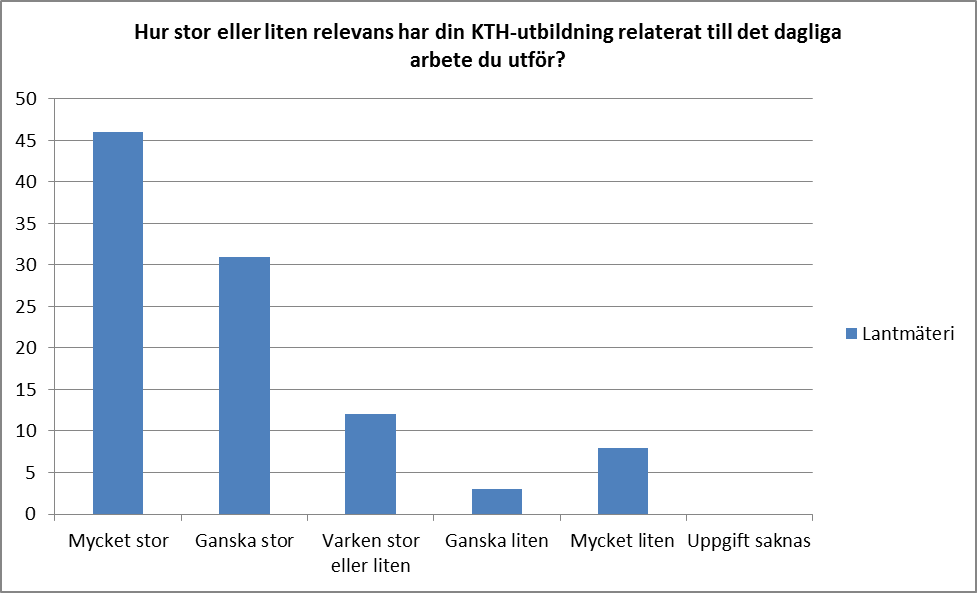 Hur stor eller liten relevans har din KTH-utbildning relaterat till det dagliga
arbete du utför?
50
45
40
35
30
25
20
15
10
5
0
Mycket stor
Ganska stor
Varken stor
eller liten
Ganska liten
Mycket liten
Uppgift saknas
Lantmäteri